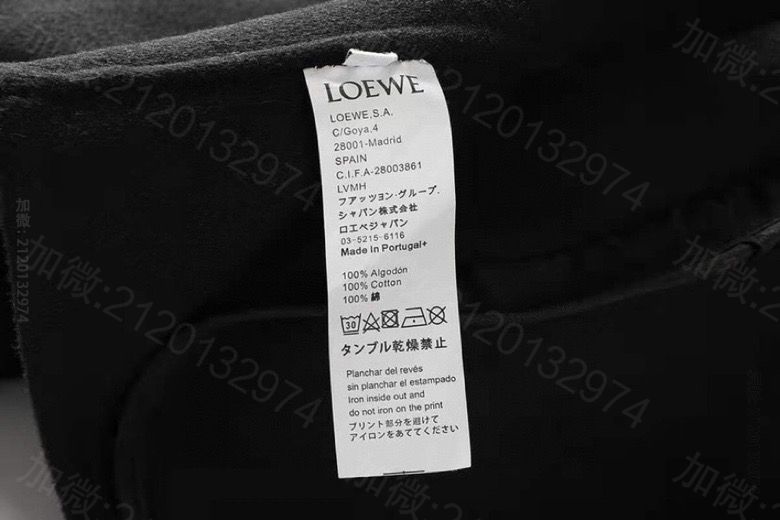 LOEWE
LOEWE,S.A.
C/Goya,4
28001-Madrid
SPAIN
C.I.F.A-28003861
LVMH
フアッツョン·グループ.
シャパン株式会社
ロエベジャパン
03-5215-6116
Made in Portugal+
100% Algodón
100% Cotton
100% 綿
30
タンブル乾燥禁止
Planchar del revés
sin planchar el estampado
Iron inside out and
do not iron on the print
プリント部分を避けて
アイロンをあててください
加微:2120132974
加微:2120132974
加微:2120132974
加微:2120132974
加微:2120132974